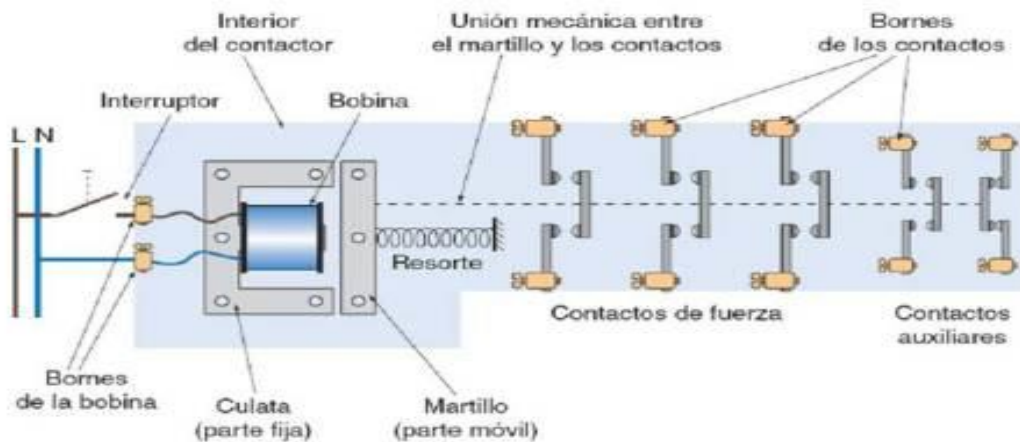 Interior
del contactor
Unión mecánica entre
el martillo y los contactos
Bornes
de los contactos
Interruptor
Bobina
L N
Resorte
Contactos de fuerza
Contactos
auxiliares
Bornes
de la bobina
Culata
(parte fija)
Martillo
(parte móvil)